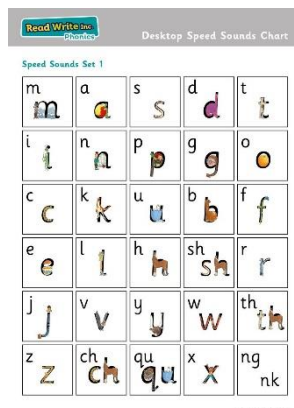 Read Write Inc.
Phonics
Desktop Speed Sounds Chart
Speed Sounds Set 1
m a s d t
m a s d t
i n p g o
i n p g o
c k u b f
c k u b f
e l h sh r
e l h sh r
j v y w th
j v y w th
z ch qu x ng
z ch qu x nk